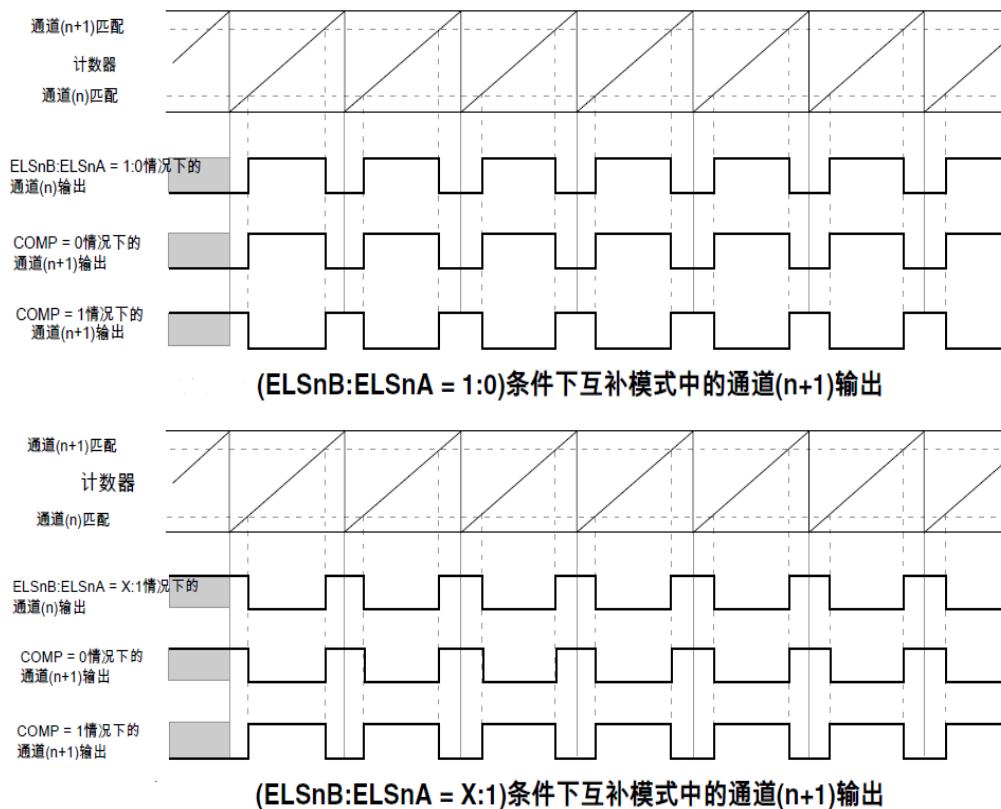 通道(n+1)匹配
计数器
通道(n)匹配
ELSnB:ELSnA = 1:0情况下的
通道(n)输出
COMP = 0情况下的
通道(n+1)输出
COMP = 1情况下的
通道(n+1)输出
(ELSnB:ELSnA = 1:0)条件下互补模式中的通道(n+1)输出
通道(n+1)匹配
计数器
通道(n)匹配
ELSnB:ELSnA = X:1情况下的
通道(n)输出
COMP = 0情况下的
通道(n+1)输出
COMP = 1情况下的
通道(n+1)输出
(ELSnB:ELSnA = X:1)条件下互补模式中的通道(n+1)输出